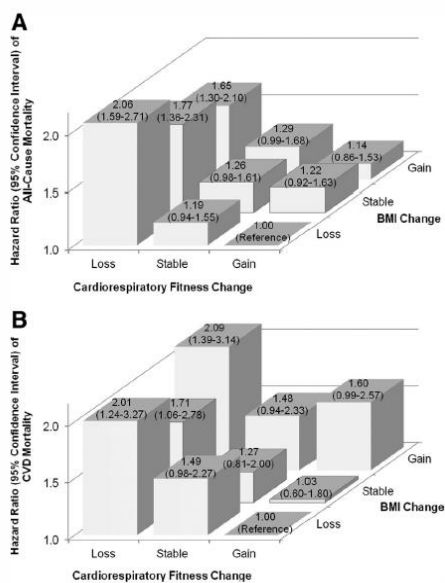 A
Hazard Ratio (95% Confidence Interval) of
All-Cause Mortality
2.0
1.5
1.0
2.06
(1.59-2.71)
1.77
(1.36-2.31)
1.65
(1.30-2.10)
1.19
(0.94-1.55)
1.26
(0.98-1.61)
1.29
(0.99-1.68)
1.00
(Reference)
1.22
(0.92-1.63)
1.14
(0.86-1.53)
Gain
Stable
Loss
BMI Change
Loss
Stable
Gain
Cardiorespiratory Fitness Change
B
Hazard Ratio (95% Confidence Interval) of
CVD Mortality
2.0
1.5
1.0
2.01
(1.24-3.27)
1.71
(1.06-2.78)
2.09
(1.39-3.14)
1.49
(0.98-2.27)
1.27
(0.81-2.00)
1.48
(0.94-2.33)
1.00
(Reference)
1.03
(0.60-1.80)
1.60
(0.99-2.57)
Gain
Stable
Loss
BMI Change
Loss
Stable
Gain
Cardiorespiratory Fitness Change